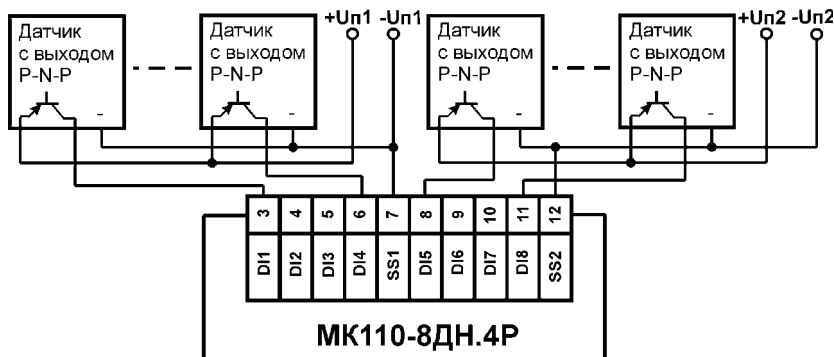 Датчик
с выходом
P-N-P
-
Датчик
с выходом
P-N-P
-
+Uп1 -Uп1
Датчик
с выходом
P-N-P
-
Датчик
с выходом
P-N-P
-
+Uп2 -Uп2
3 4 5 6 7 8 9 10 11 12
DI1 DI2 DI3 DI4 SS1 DI5 DI6 DI7 DI8 SS2
МК110-8ДН.4Р